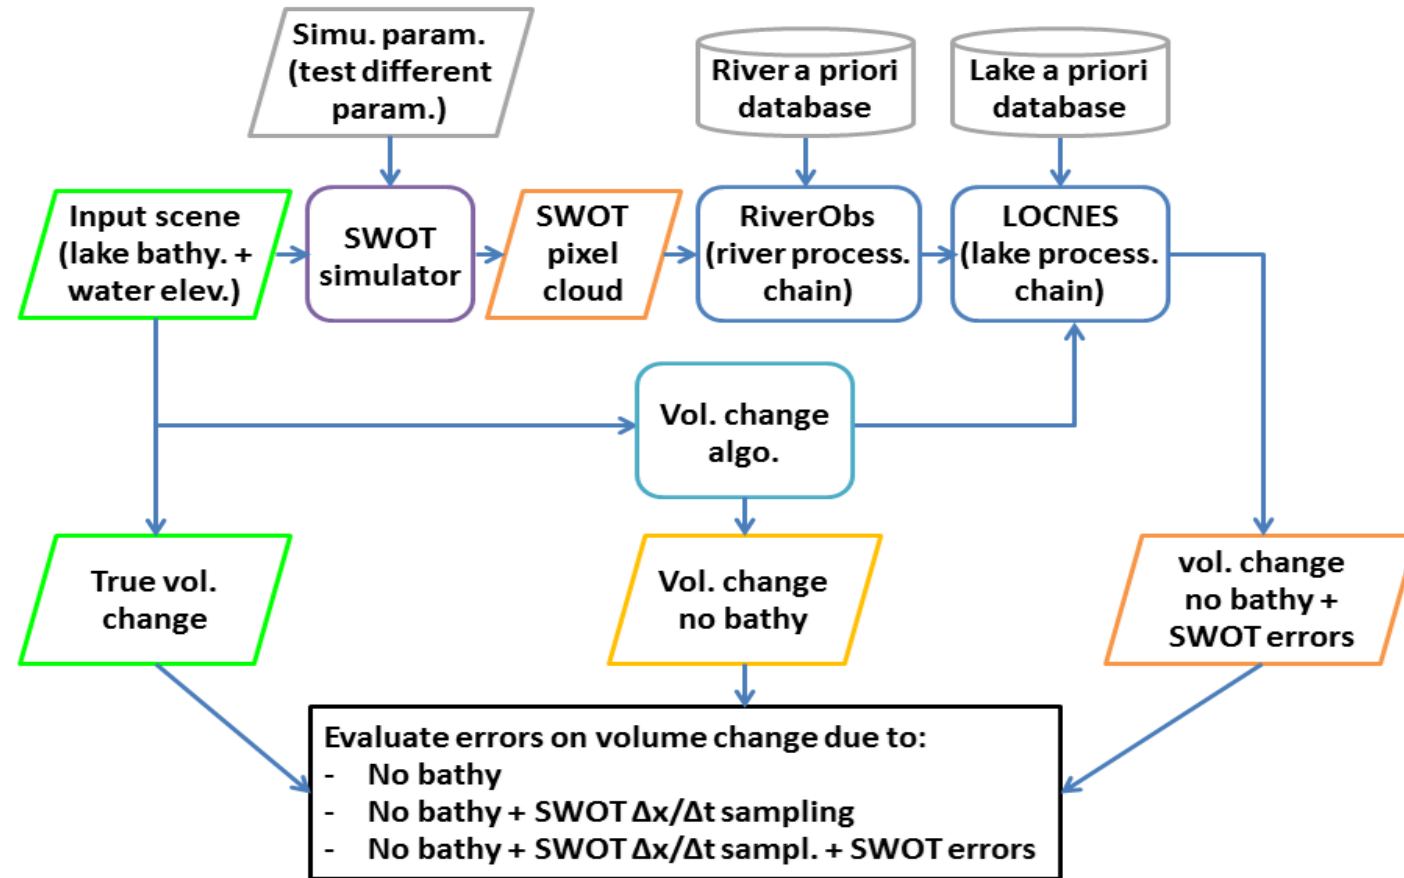 Simu. param.
(test different
param.)
River a priori
database
Lake a priori
database
Input scene
(lake bathy. +
water elev.)
SWOT
simulator
SWOT
pixel
cloud
RiverObs
(river process.
chain)
LOCNES
(lake process.
chain)
Vol. change
algo.
True vol.
change
Vol. change
no bathy
vol. change
no bathy +
SWOT errors
Evaluate errors on volume change due to:
- No bathy
- No bathy + SWOT Δx/Δt sampling
- No bathy + SWOT Δx/Δt sampl. + SWOT errors